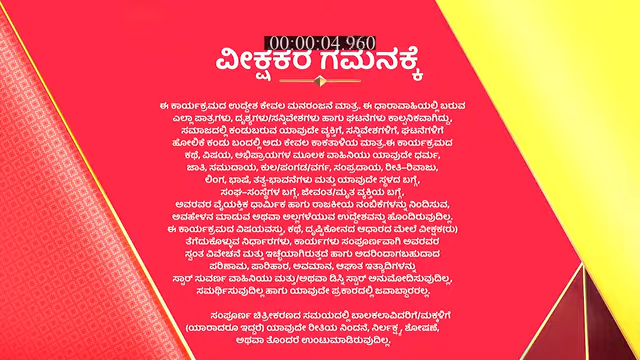 00:00:04.960
ವೀಕ್ಷಕರ ಗಮನಕ್ಕೆ
ಈ ಕಾರ್ಯಕ್ರಮದ ಉದ್ದೇಶ ಕೇವಲ ಮನರಂಜನೆ ಮಾತ್ರ. ಈ ಧಾರಾವಾಹಿಯಲ್ಲಿ ಬರುವ
ಎಲ್ಲಾ ಪಾತ್ರಗಳು, ದೃಶ್ಯಗಳು/ಸನ್ನಿವೇಶಗಳು ಹಾಗು ಘಟನೆಗಳು ಕಾಲ್ಪನಿಕವಾಗಿದ್ದು,
ಸಮಾಜದಲ್ಲಿ ಕಂಡುಬರುವ ಯಾವುದೇ ವ್ಯಕ್ತಿಗೆ, ಸನ್ನಿವೇಶಗಳಿಗೆ, ಘಟನೆಗಳಿಗೆ
ಹೋಲಿಕೆ ಕಂಡು ಬಂದಲ್ಲಿ ಅದು ಕೇವಲ ಕಾಕತಾಳಿಯ ಮಾತ್ರ.ಈ ಕಾರ್ಯಕ್ರಮದ
ಕಥೆ, ವಿಷಯ, ಅಭಿಪ್ರಾಯಗಳ ಮೂಲಕ ವಾಹಿನಿಯು ಯಾವುದೇ ಧರ್ಮ,
ಜಾತಿ, ಸಮುದಾಯ, ಕುಲ/ಪಂಗಡ/ವರ್ಗ, ಸಂಪ್ರದಾಯ, ರೀತಿ-ರಿವಾಜು,
ಲಿಂಗ, ಭಾಷೆ, ತತ್ವ-ಭಾವನೆಗಳು ಮತ್ತು ಯಾವುದೇ ಸ್ಥಳದ ಬಗ್ಗೆ,
ಸಂಘ-ಸಂಸ್ಥೆಗಳ ಬಗ್ಗೆ, ಜೀವಂತ/ಮೃತ ವ್ಯಕ್ತಿಯ ಬಗ್ಗೆ,
ಅವರವರ ವೈಯಕ್ತಿಕ ಧಾರ್ಮಿಕ ಹಾಗು ರಾಜಕೀಯ ನಂಬಿಕೆಗಳನ್ನು ನಿಂದಿಸುವ,
ಅವಹೇಳನ ಮಾಡುವ ಅಥವಾ ಅಲ್ಲಗಳೆಯುವ ಉದ್ದೇಶವನ್ನು ಹೊಂದಿರುವುದಿಲ್ಲ.
ಈ ಕಾರ್ಯಕ್ರಮದ ವಿಷಯವಸ್ತು, ಕಥೆ, ದೃಷ್ಟಿಕೋನದ ಆಧಾರದ ಮೇಲೆ ವೀಕ್ಷಕ(ರು)
ತೆಗೆದುಕೊಳ್ಳುವ ನಿರ್ಧಾರಗಳು, ಕಾರ್ಯಗಳು ಸಂಪೂರ್ಣವಾಗಿ ಅವರವರ
ಸ್ವಂತ ವಿವೇಚನೆ ಮತ್ತು ಇಚ್ಛೆಯಾಗಿರುತ್ತದೆ ಹಾಗು ಅದರಿಂದಾಗಬಹುದಾದ
ಪರಿಣಾಮ, ಪಾರಿಹಾರ, ಅವಮಾನ, ಆಘಾತ ಇತ್ಯಾದಿಗಳನ್ನು
ಸ್ಟಾರ್ ಸುವರ್ಣ ವಾಹಿನಿಯು ಮತ್ತು/ಅಥವಾ ಡಿಸ್ನಿ ಸ್ಟಾರ್ ಅನುಮೋದಿಸುವುದಿಲ್ಲ,
ಸಮರ್ಥಿಸುವುದಿಲ್ಲ ಹಾಗು ಯಾವುದೇ ಪ್ರಕಾರದಲ್ಲಿ ಜವಾಬ್ದಾರರಲ್ಲ.
ಸಂಪೂರ್ಣ ಚಿತ್ರೀಕರಣದ ಸಮಯದಲ್ಲಿ ಬಾಲಕಲಾವಿದರಿಗೆ/ಮಕ್ಕಳಿಗೆ
(ಯಾರಾದರೂ ಇದ್ದರೆ) ಯಾವುದೇ ರೀತಿಯ ನಿಂದನೆ, ನಿರ್ಲಕ್ಷ್ಯ, ಶೋಷಣೆ,
ಅಥವಾ ತೊಂದರೆ ಉಂಟುಮಾಡಿರುವುದಿಲ್ಲ.